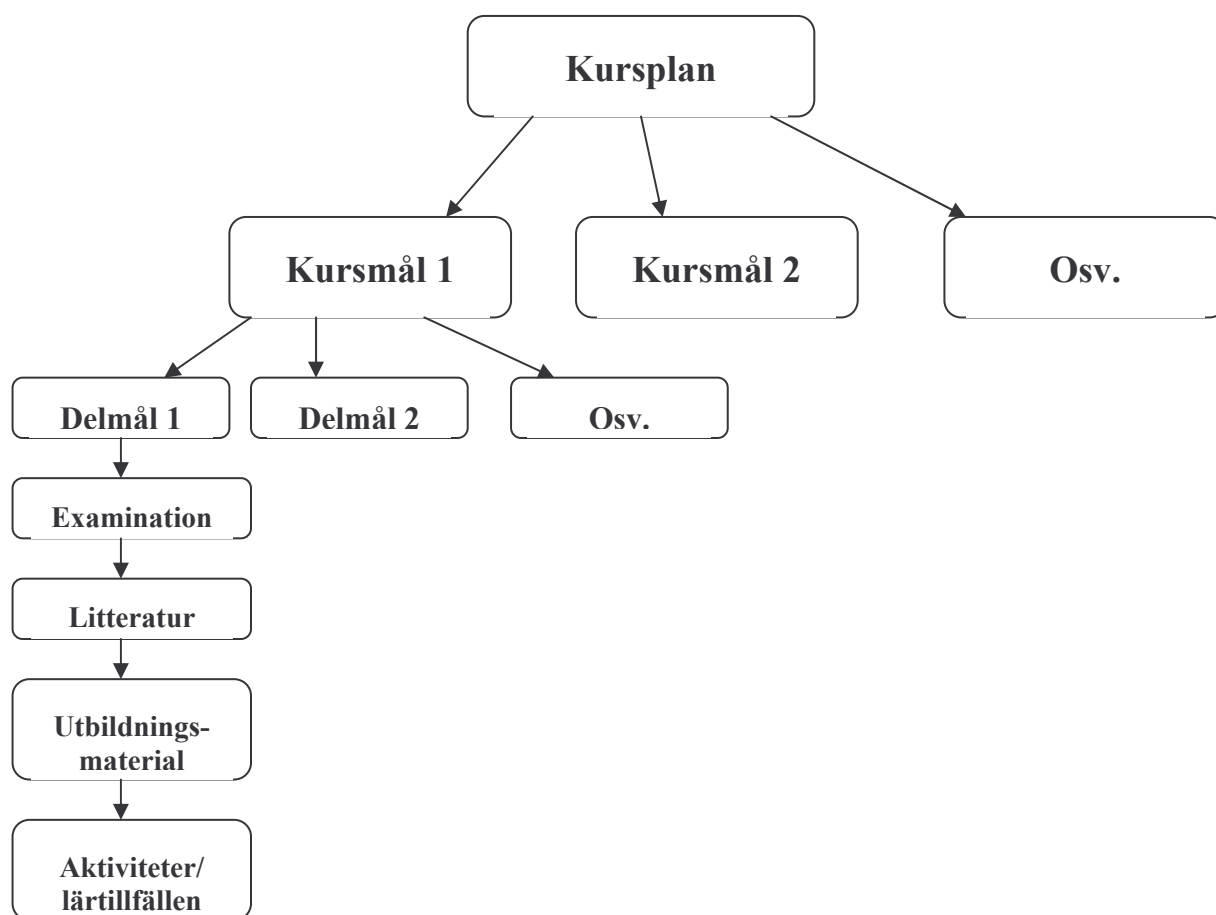 Kursplan
Kursmål 1
Kursmål 2
Osv.
Delmål 1
Delmål 2
Osv.
Examination
Litteratur
Utbildnings-
material
Aktiviteter/
lärtillfällen